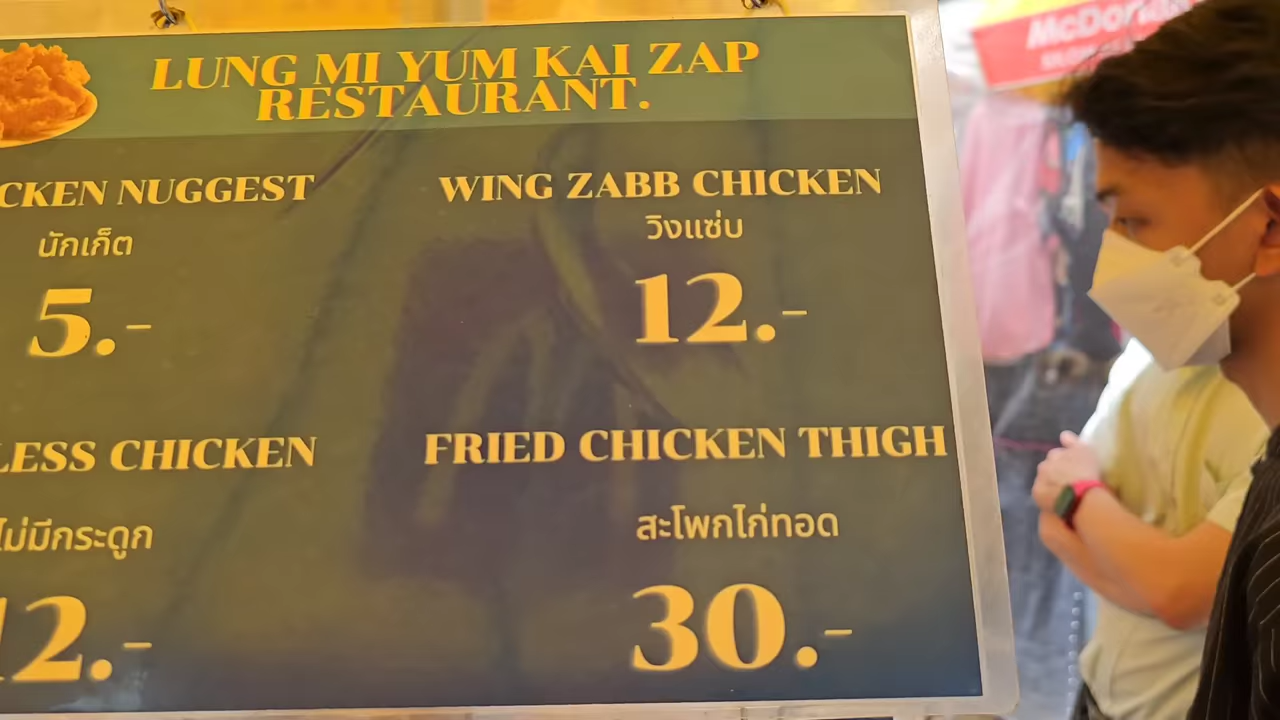 LUNG MI YUM KAI ZAP
RESTAURANT.
CKEN NUGGEST
นักเก็ต
5.-
WING ZABB CHICKEN
วิงแซ่บ
12.-
LESS CHICKEN
ไม่มีกระดูก
12.-
FRIED CHICKEN THIGH
สะโพกไก่ทอด
30.-
McDon